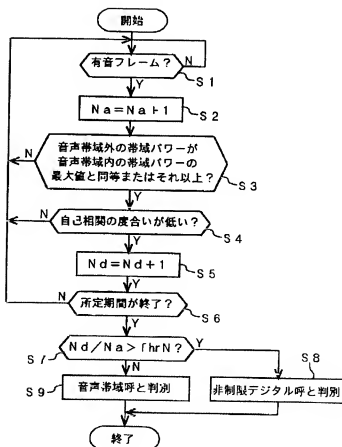 開始
有音フレーム？
N
S1
Y
Na＝Na＋1
S2
N
音声帯域外の帯域パワーが
音声帯域内の帯域パワーの
最大値と同等またはそれ以上？
S3
Y
N
自己相関の度合いが低い？
S4
Y
Nd＝Nd＋1
S5
N
所定期間が終了？
S6
Y
Nd／Na＞ThrN？
Y
S7
N
S8
S9
音声帯域呼と判別
非制限デジタル呼と判別
終了